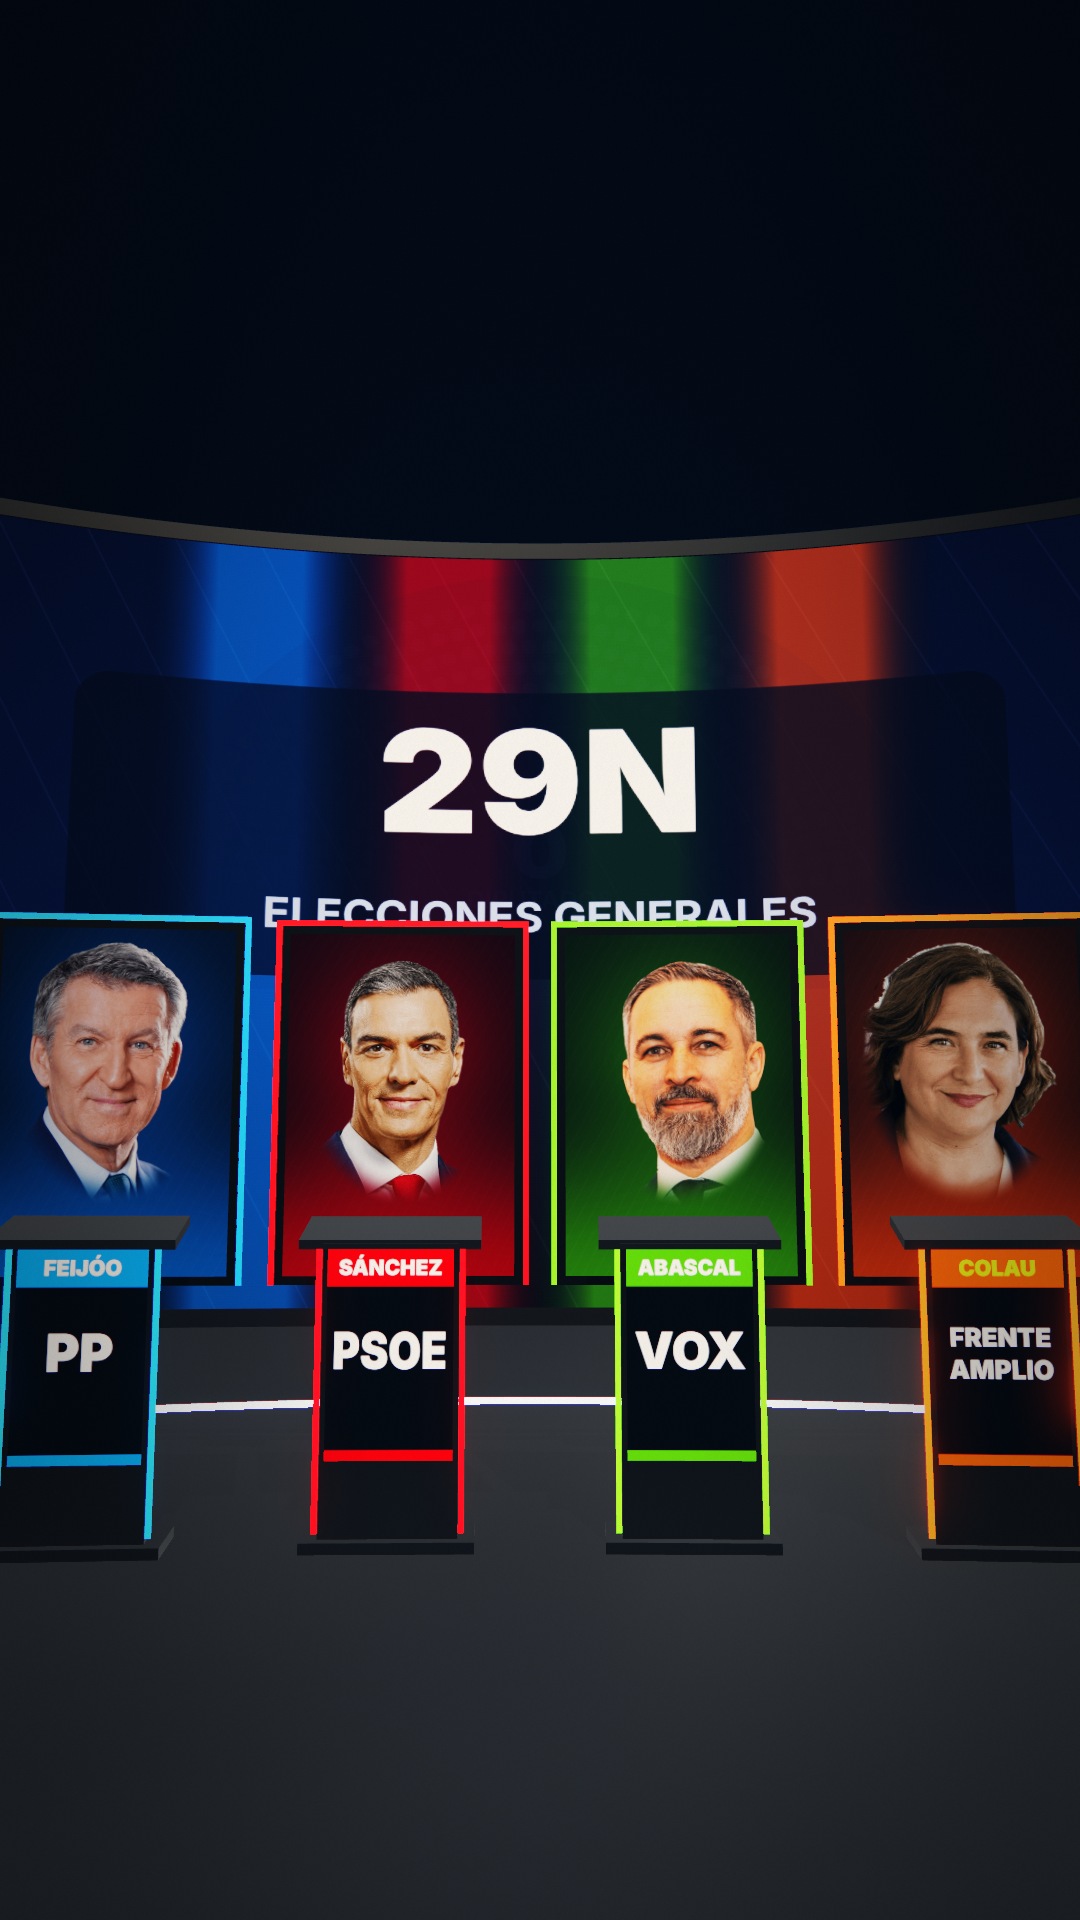 29N
ELECCIONES GENERALES
FEIJÓO
PP
SÁNCHEZ
PSOE
ABASCAL
VOX
COLAU
FRENTE
AMPLIO